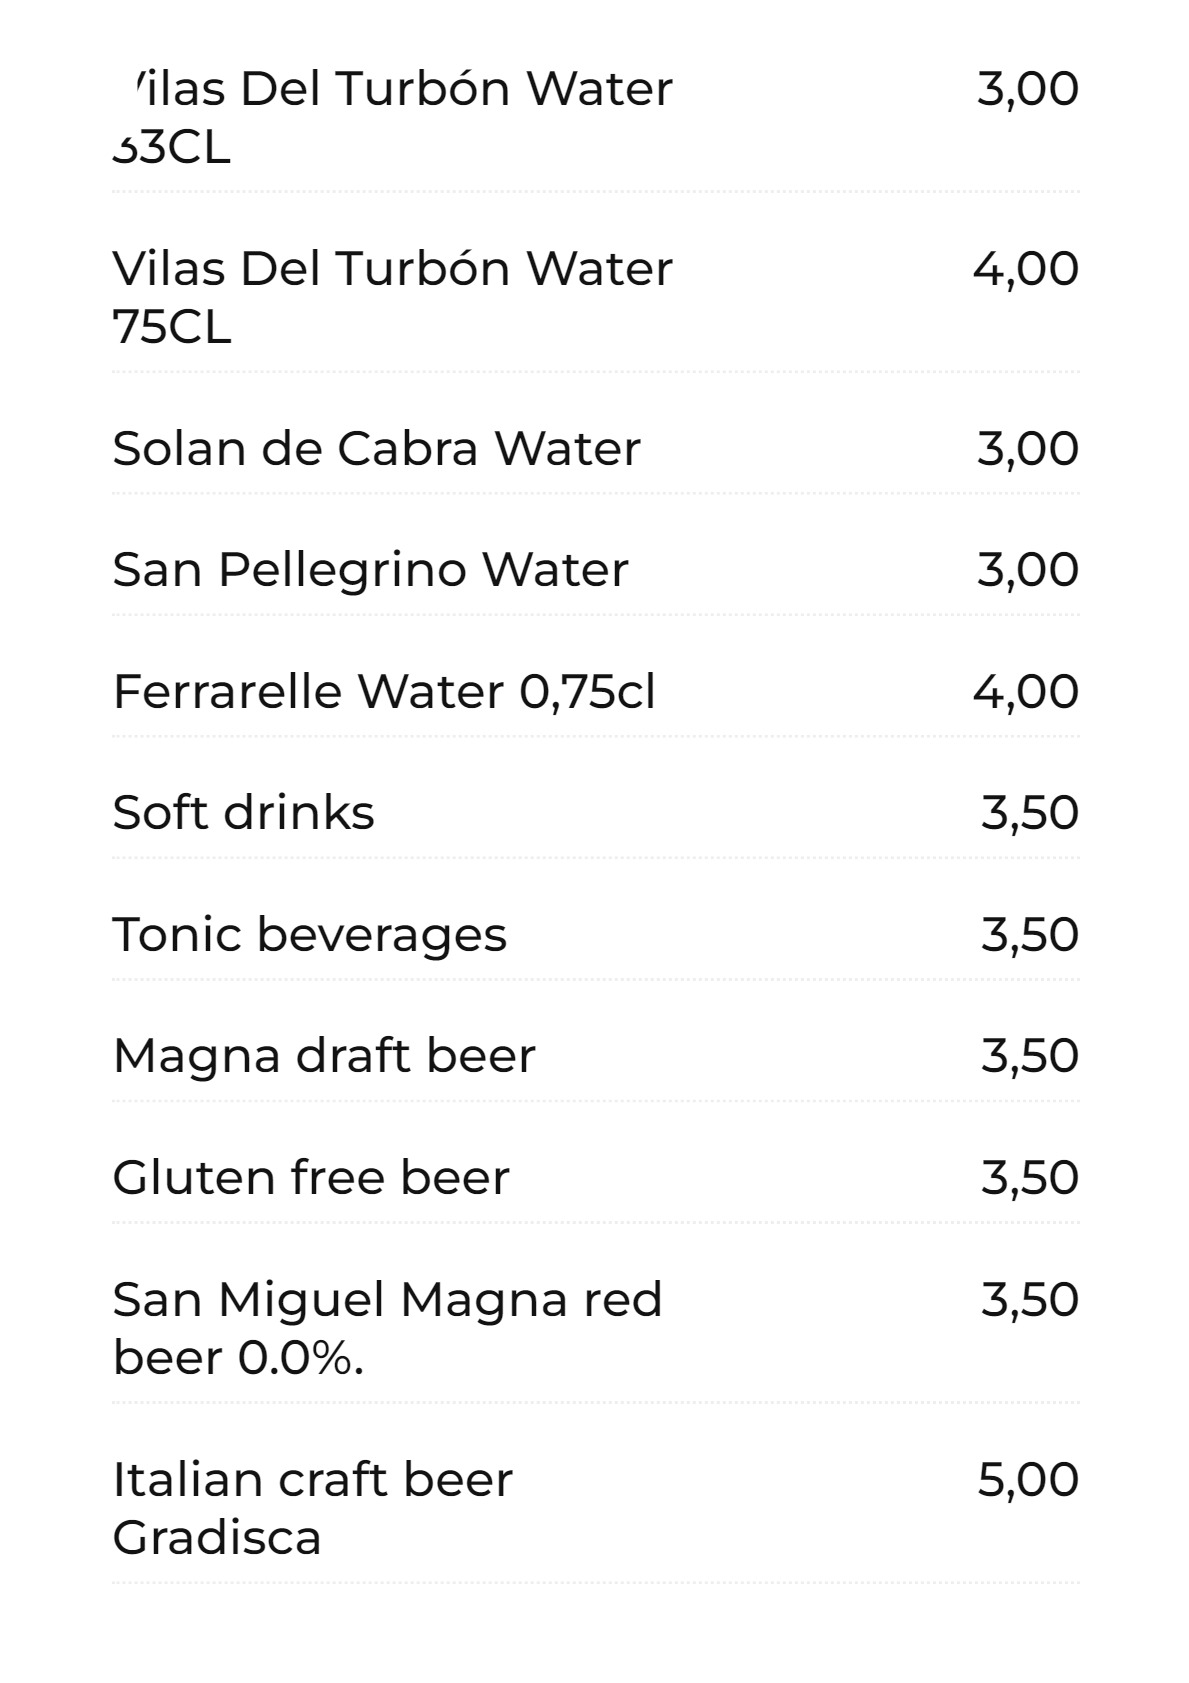 Vilas Del Turbón Water 3,00
33CL
Vilas Del Turbón Water 4,00
75CL
Solan de Cabra Water 3,00
San Pellegrino Water 3,00
Ferrarelle Water 0,75cl 4,00
Soft drinks 3,50
Tonic beverages 3,50
Magna draft beer 3,50
Gluten free beer 3,50
San Miguel Magna red 3,50
beer 0.0%.
Italian craft beer 5,00
Gradisca